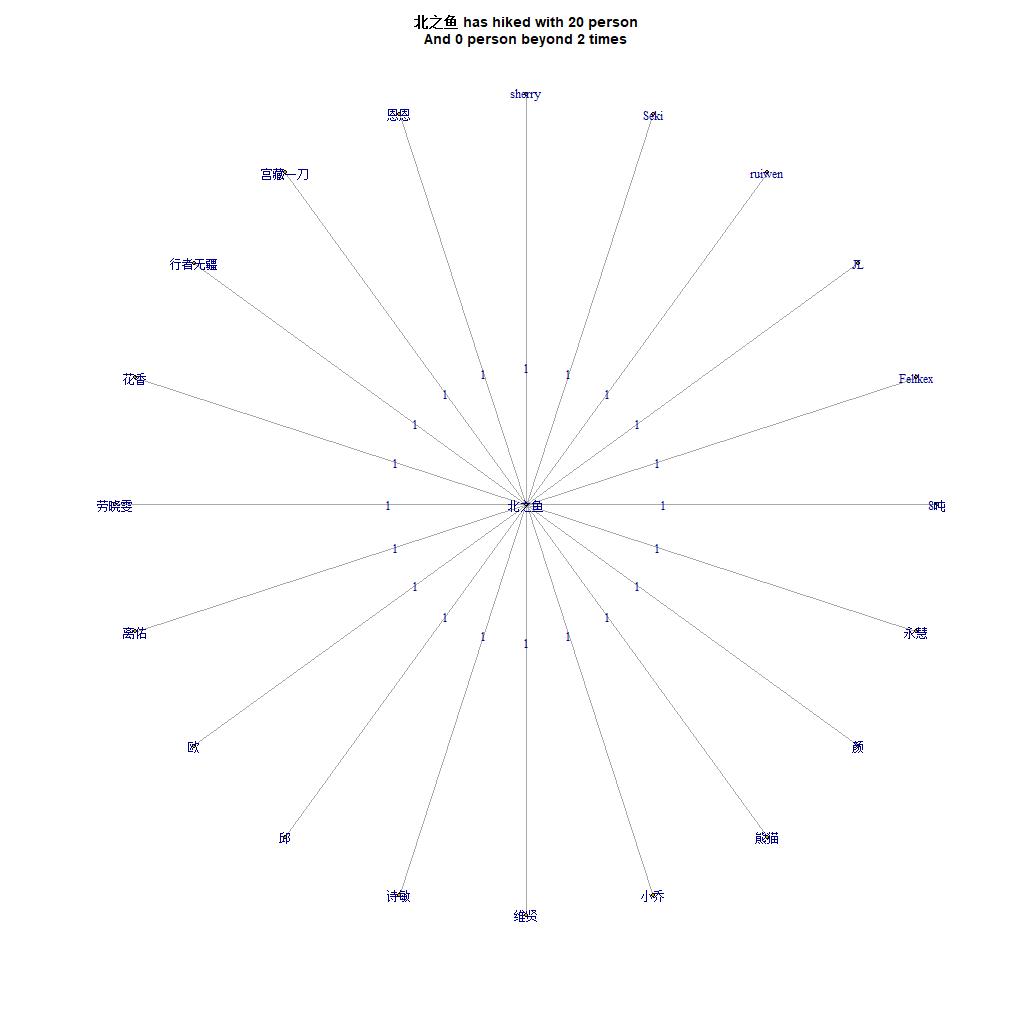 北之鱼 has hiked with 20 person
And 0 person beyond 2 times
sherry
恩恩
Seki
宫藏一刀
ruiwen
行者无疆
花香
Felikex
1
1
1
1
1
1
1
1
1
劳晓雯
1
北之鱼
1
8吨
1
1
1
1
1
1
1
1
1
离佑
永慧
欧
颜
邱
熊猫
诗敏
小乔
维贤